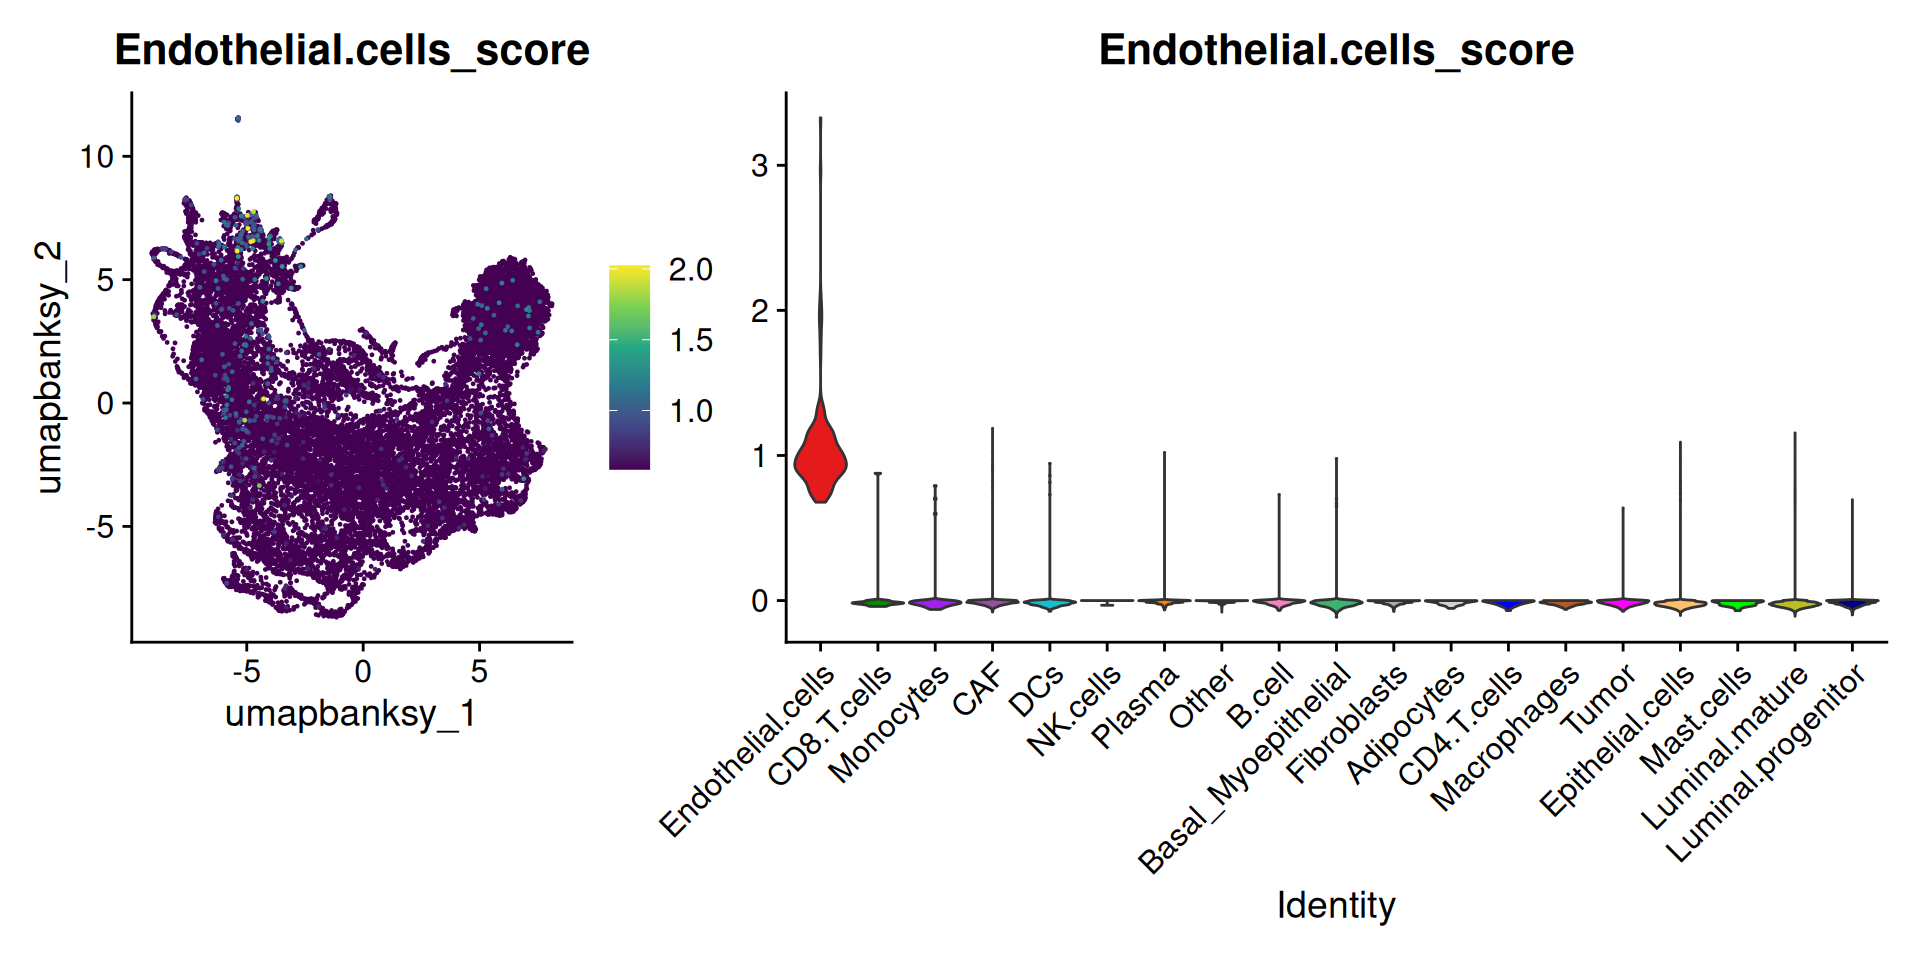 Endothelial.cells_score
10
5
0
-5
umapbanksy_2
-5
0
5
umapbanksy_1
2.0
1.5
1.0
Endothelial.cells_score
3
2
1
0
Endothelial.cells
CD8.T.cells
Monocytes
CAF
DCs
NK.cells
Plasma
Other
B.cell
Basal_Myoepithelial
Fibroblasts
Adipocytes
CD4.T.cells
Macrophages
Tumor
Epithelial.cells
Mast.cells
Luminal.mature
Luminal.progenitor
Identity